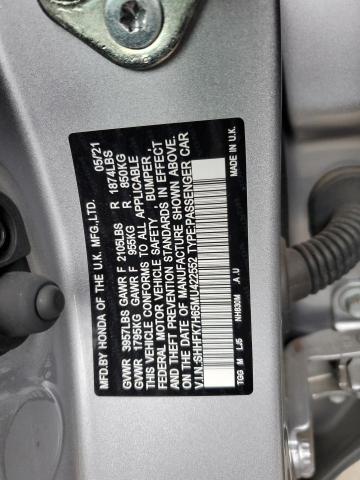 MFD.BY HONDA OF THE U.K. MFG.,LTD. 05/21
GVWR 3957LBS GAWR F 2105LBS R 1874LBS
GVWR 1795KG GAWR F 955KG R 850KG
THIS VEHICLE CONFORMS TO ALL APPLICABLE
FEDERAL MOTOR VEHICLE SAFETY , BUMPER ,
AND THEFT PREVENTION STANDARDS IN EFFECT
ON THE DATE OF MANUFACTURE SHOWN ABOVE.
V.I.N.:SHHFK7H65MU422532 TYPE:PASSENGER CAR
TGG M LJ5 NH830M A U MADE IN U.K.